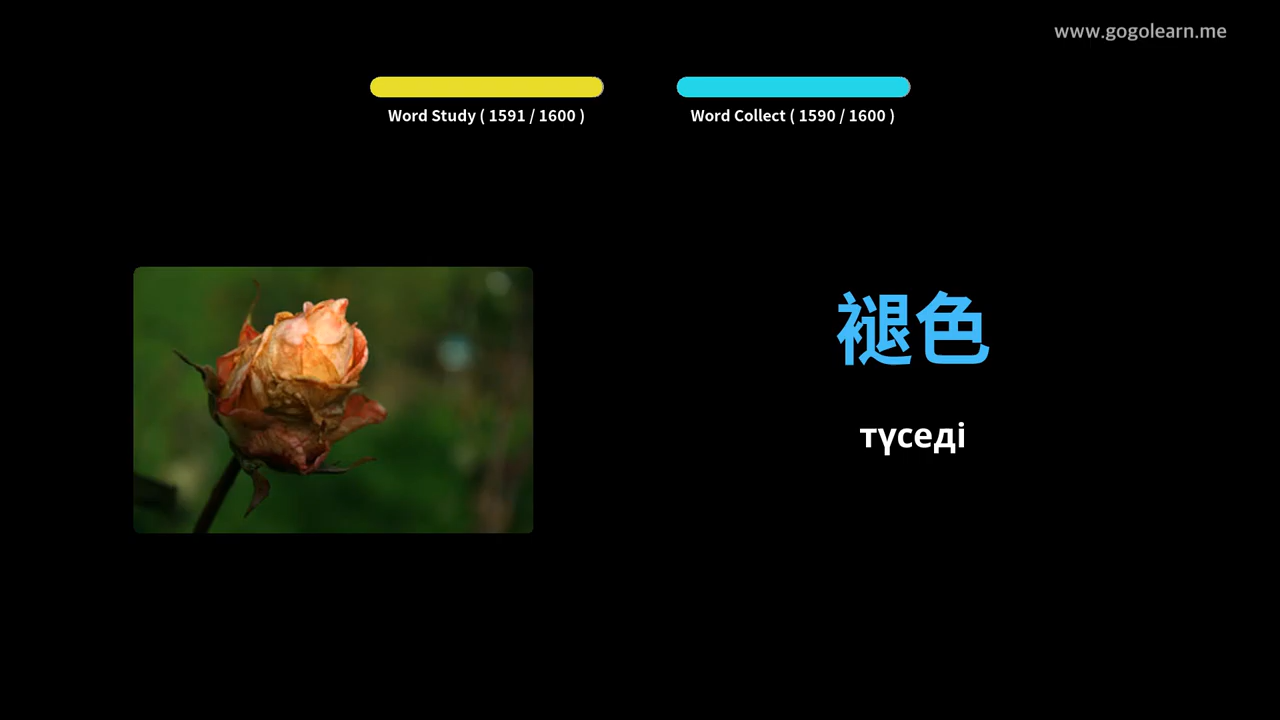 www.gogolearn.me
Word Study ( 1591 / 1600 )
Word Collect ( 1590 / 1600 )
褪色
түседі